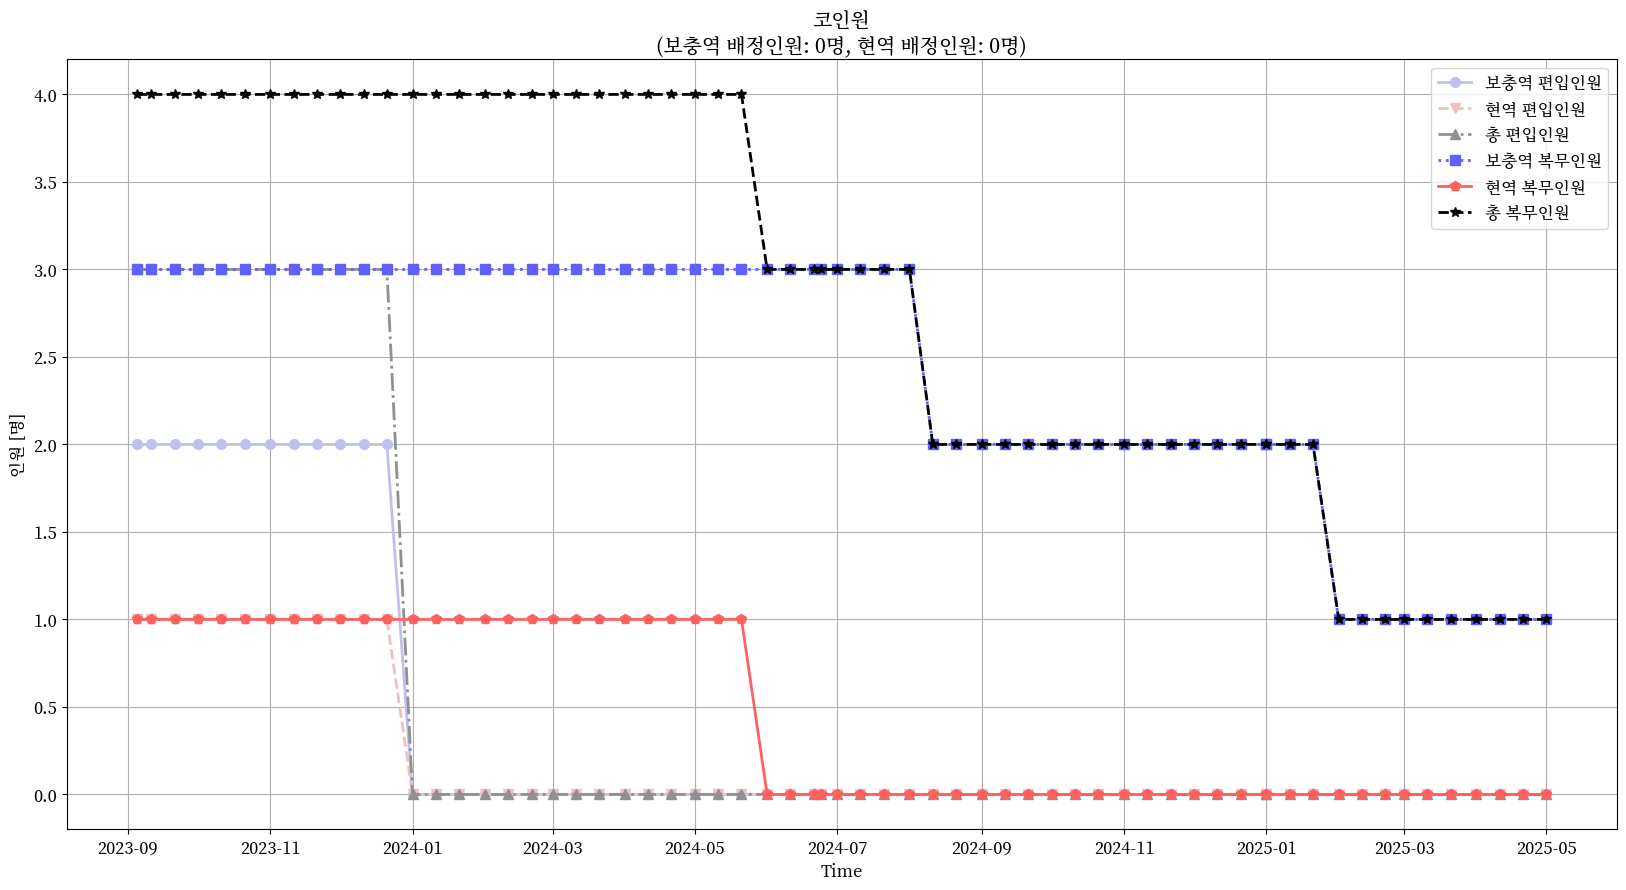 코인원
(보충역 배정인원: 0명, 현역 배정인원: 0명)
보충역 편입인원
현역 편입인원
총 편입인원
보충역 복무인원
현역 복무인원
총 복무인원
인원 [명]
4.0
3.5
3.0
2.5
2.0
1.5
1.0
0.5
0.0
2023-09 2023-11 2024-01 2024-03 2024-05 2024-07 2024-09 2024-11 2025-01 2025-03 2025-05
Time